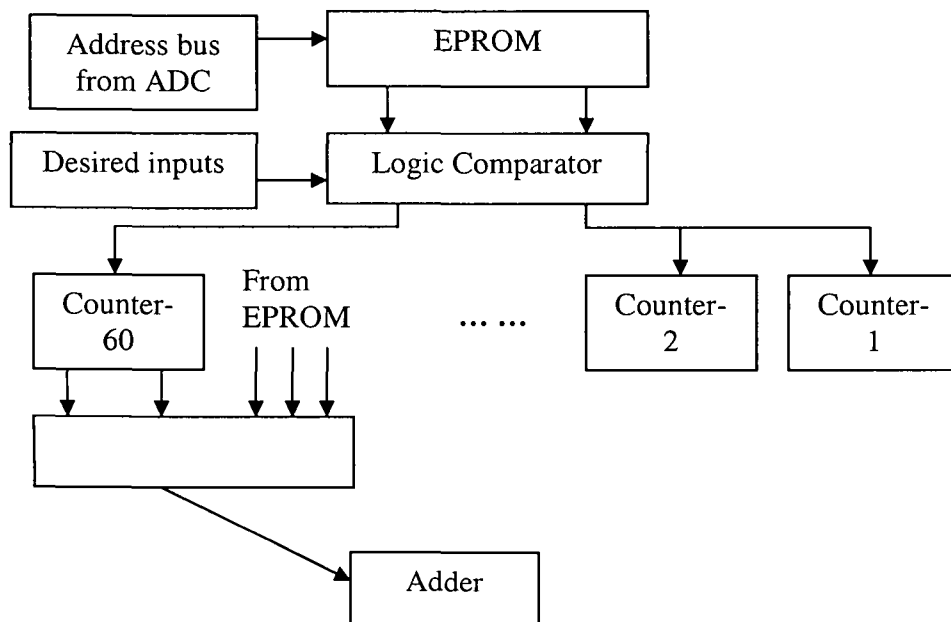 Address bus
from ADC
EPROM
Desired inputs
Logic Comparator
Counter-
60
From
EPROM
... ...
Counter-
2
Counter-
1
Adder